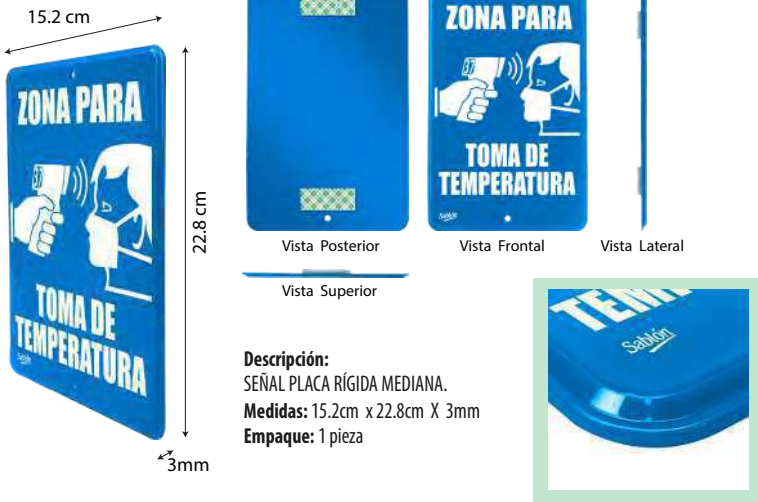 15.2 cm
ZONA PARA
TOMA DE
TEMPERATURA
Sablón
22.8 cm
3mm
ZONA PARA
TOMA DE
TEMPERATURA
Sablón
Vista Posterior
Vista Frontal
Vista Lateral
Vista Superior
Descripción:
SEÑAL PLACA RÍGIDA MEDIANA.
Medidas: 15.2cm x 22.8cm X 3mm
Empaque: 1 pieza
Sablón